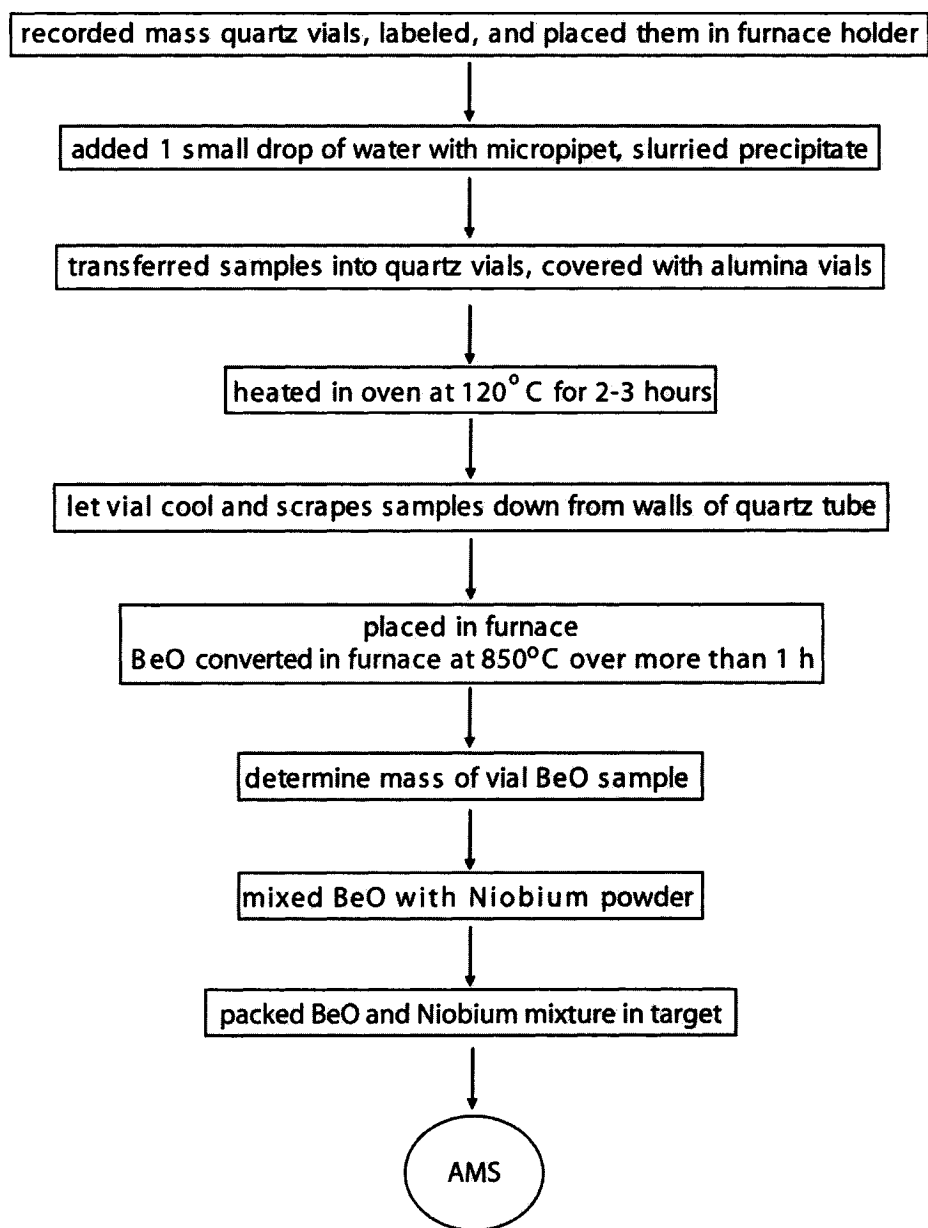 recorded mass quartz vials, labeled, and placed them in furnace holder
added 1 small drop of water with micropipet, slurried precipitate
transferred samples into quartz vials, covered with alumina vials
heated in oven at 120° C for 2-3 hours
let vial cool and scrapes samples down from walls of quartz tube
placed in furnace
BeO converted in furnace at 850°C over more than 1 h
determine mass of vial BeO sample
mixed BeO with Niobium powder
packed BeO and Niobium mixture in target
AMS